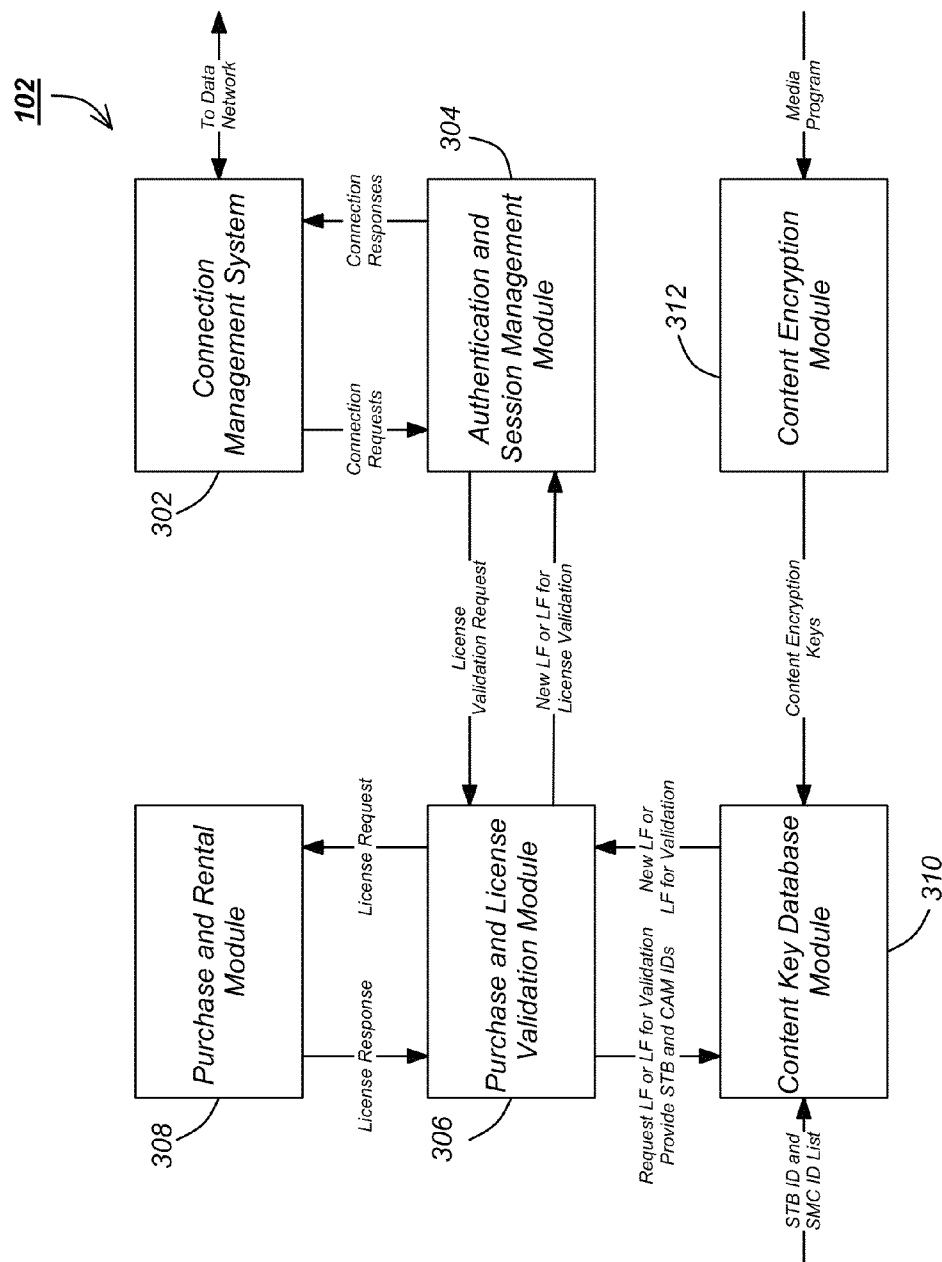 102
To Data
Network
Connection
Management System
302
Connection
Requests
Connection
Responses
Authentication and
Session Management
Module
304
License
Validation Request
New LF or LF for
License Validation
Purchase and Rental
Module
308
License Response
License Request
Purchase and License
Validation Module
306
Request LF or LF for Validation
Provide STB and CAM IDs
New LF or
LF for Validation
Content Key Database
Module
310
STB ID and
SMC ID List
Content Encryption
Keys
Content Encryption
Module
312
Media
Program